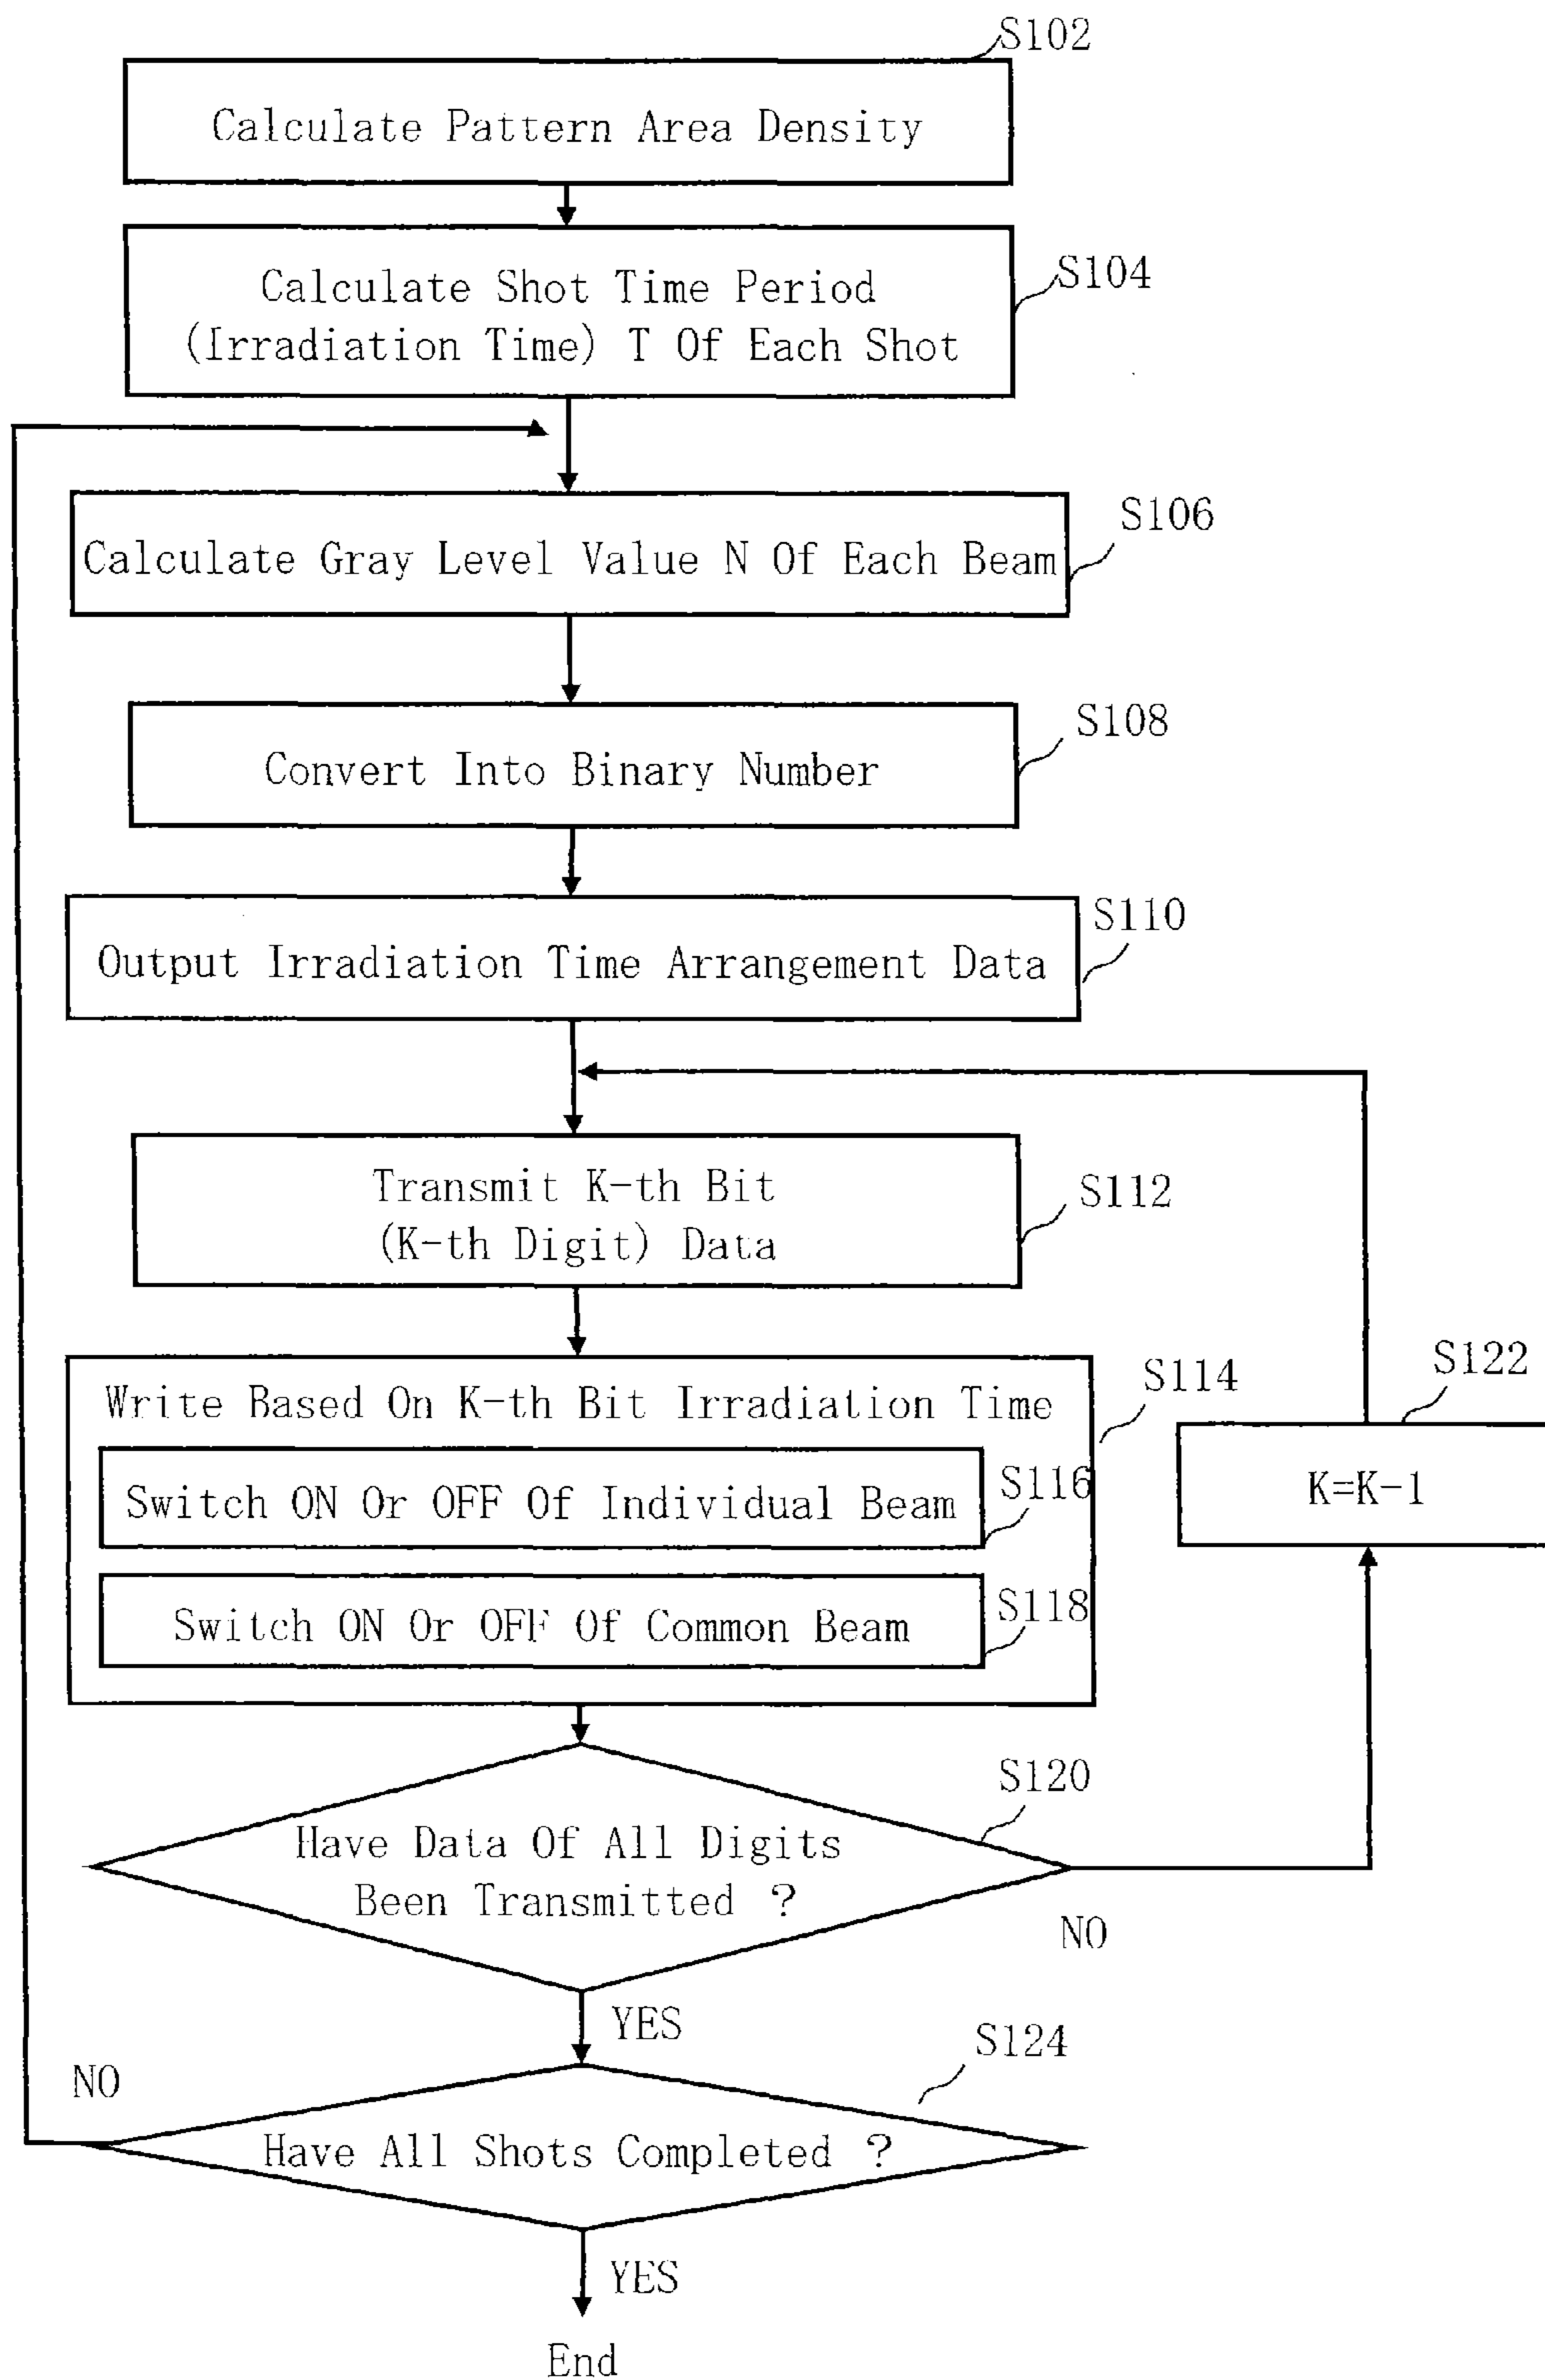 S102
Calculate Pattern Area Density
S104
Calculate Shot Time Period
(Irradiation Time) T Of Each Shot
S106
Calculate Gray Level Value N Of Each Beam
S108
Convert Into Binary Number
S110
Output Irradiation Time Arrangement Data
Transmit K-th Bit
(K-th Digit) Data
S112
Write Based On K-th Bit Irradiation Time
S114
S122
Switch ON Or OFF Of Individual Beam
S116
K=K-1
Switch ON Or OFF Of Common Beam
S118
S120
Have Data Of All Digits
Been Transmitted ?
NO
YES
S124
NO
Have All Shots Completed ?
YES
End